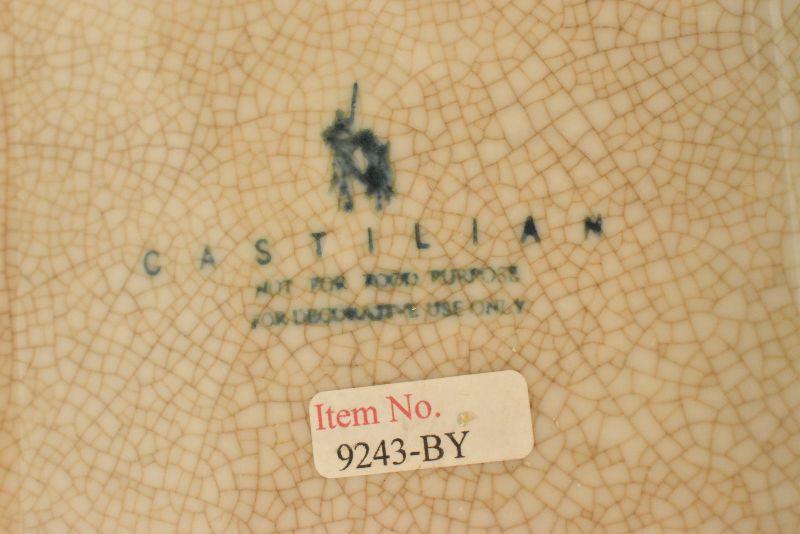 CASTILIAN
NOT FOR FOOD PURPOSE
FOR DECORATIVE USE ONLY
Item No.
9243-BY